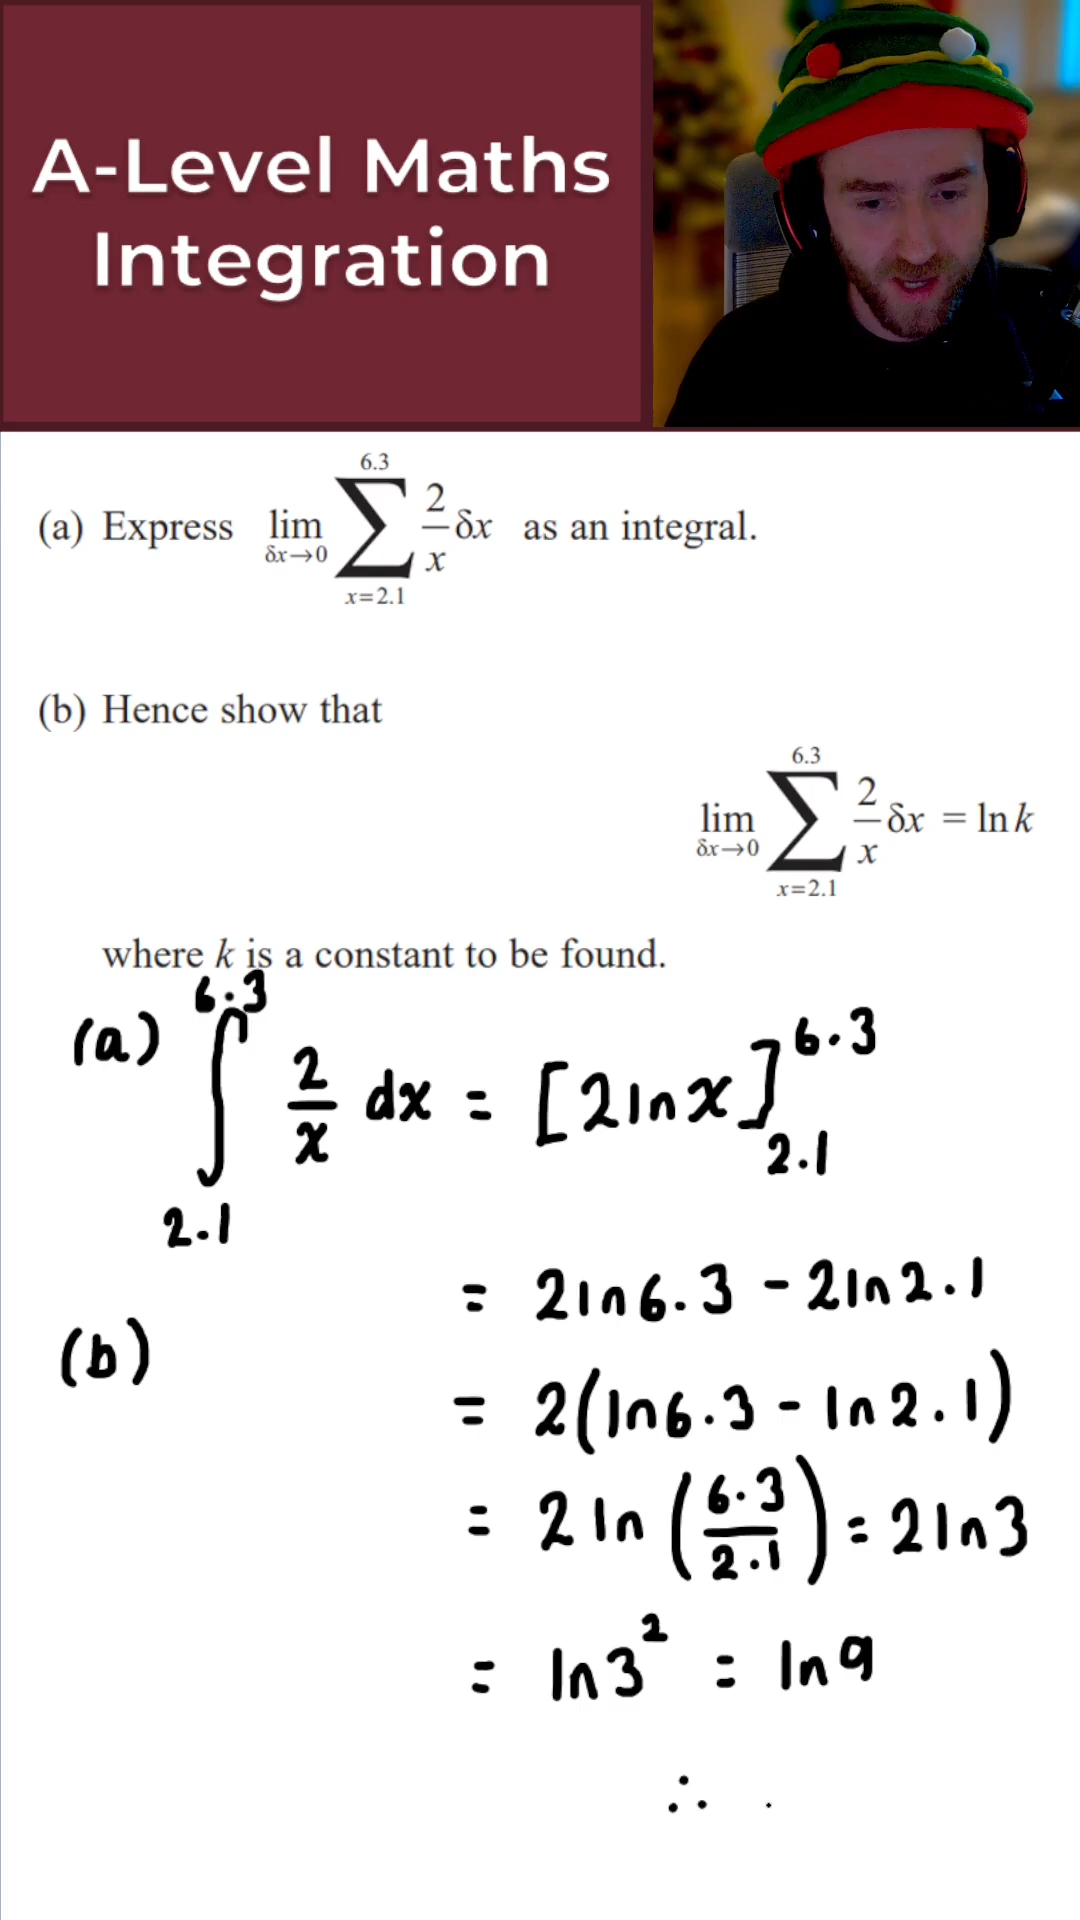 A-Level Maths
Integration
(a) Express lim_{δx→0} ∑_{x=2.1}^{6.3} 2/x δx as an integral.
(b) Hence show that
lim_{δx→0} ∑_{x=2.1}^{6.3} 2/x δx = ln k
where k is a constant to be found.
(a) ∫_{2.1}^{6.3} 2/x dx = [2lnx]_{2.1}^{6.3}
= 2ln6.3 - 2ln2.1
(b)
= 2(ln6.3 - ln2.1)
= 2ln(6.3/2.1) = 2ln3
= ln3² = ln9
∴ .